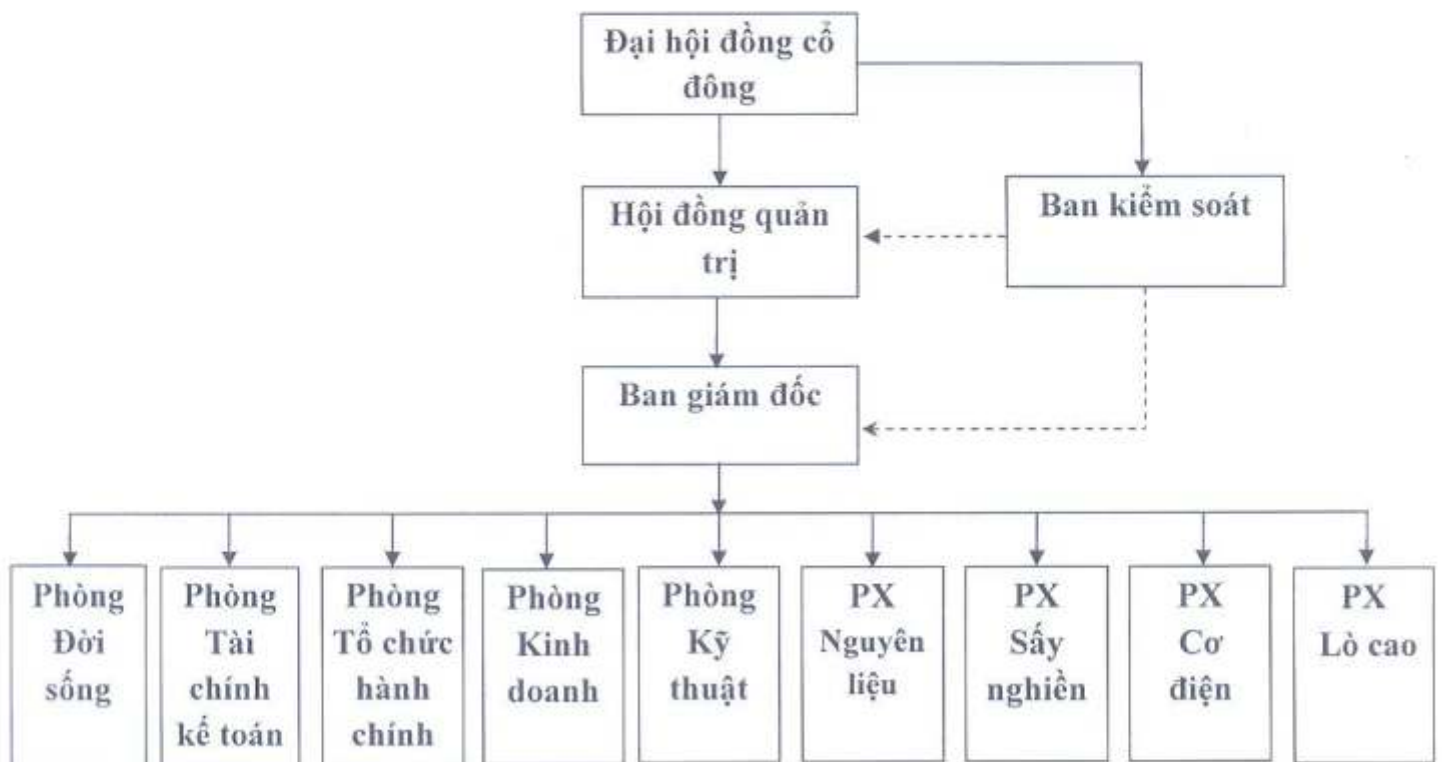 Đại hội đồng cổ
đông
Hội đồng quản
trị
Ban kiểm soát
Ban giám đốc
Phòng
Đời
sống
Phòng
Tài
chính
kế toán
Phòng
Tổ chức
hành
chính
Phòng
Kinh
doanh
Phòng
Kỹ
thuật
PX
Nguyên
liệu
PX
Sấy
nghiền
PX
Cơ
điện
PX
Lò cao